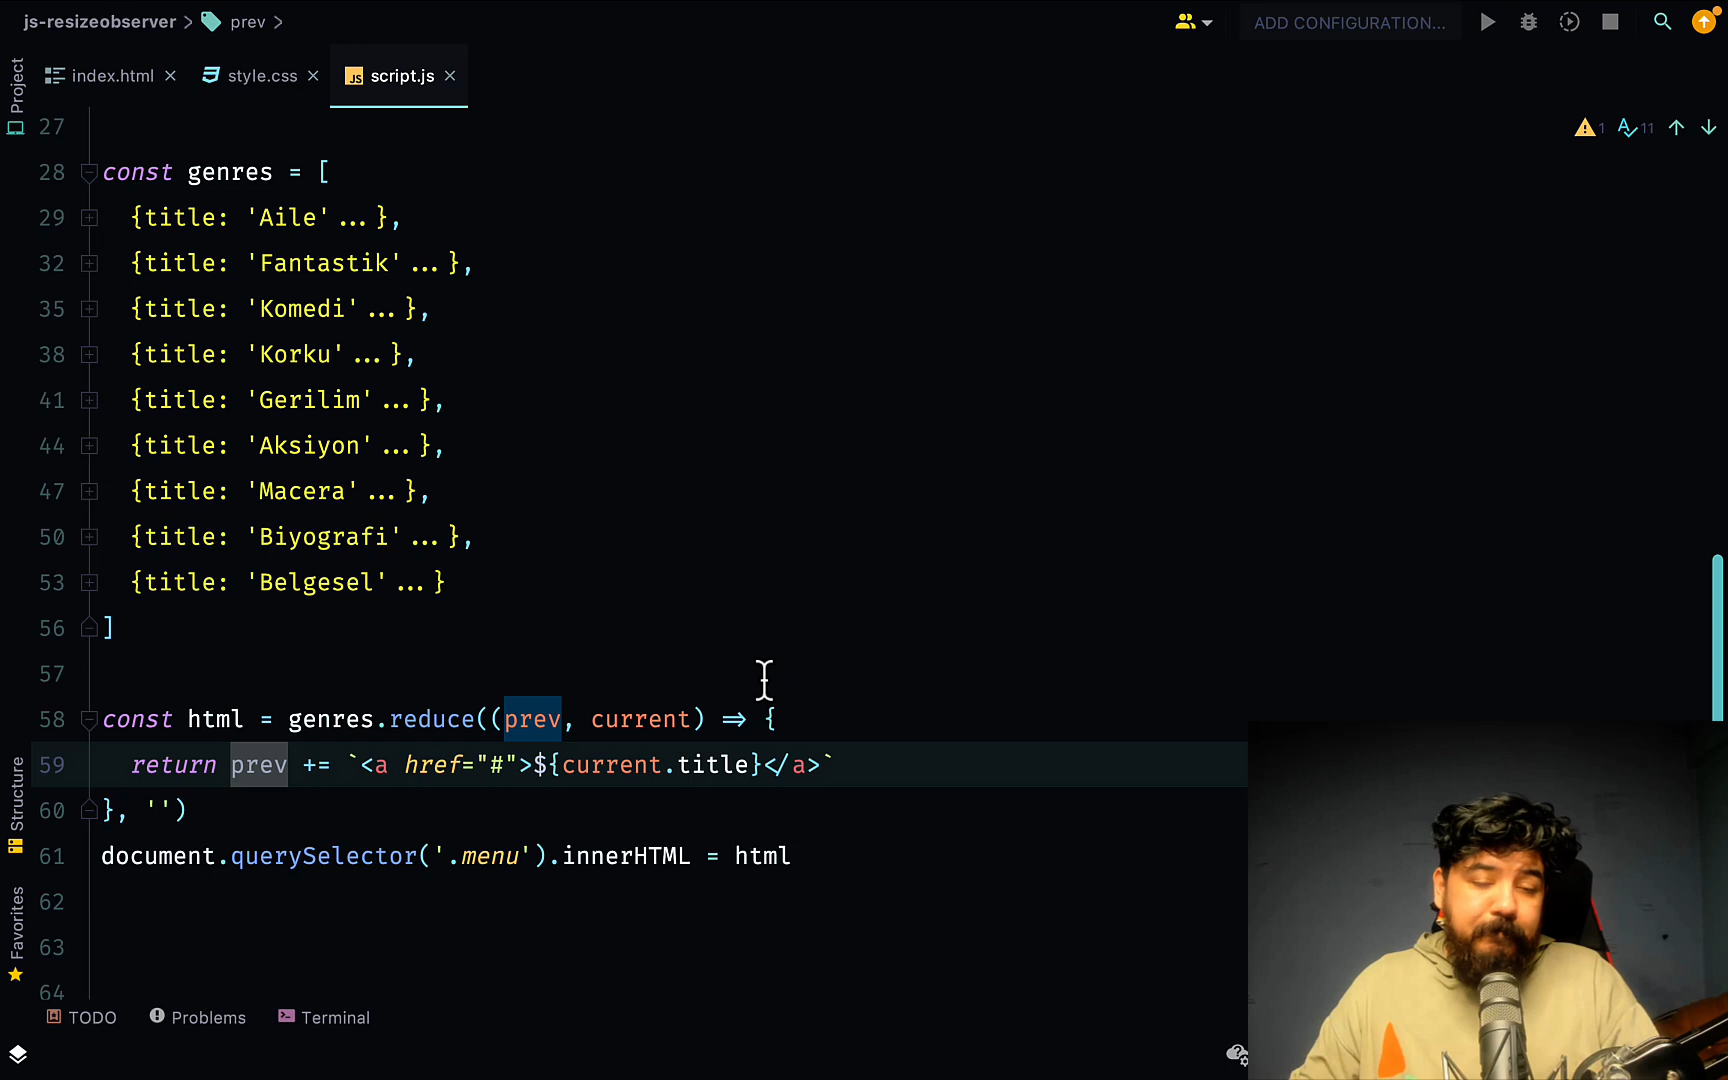 js-resizeobserver prev
ADD CONFIGURATION...
Project
index.html
style.css
JS script.js
1 11
27
28 const genres = [
29 {title: 'Aile'...},
32 {title: 'Fantastik'...},
35 {title: 'Komedi'...},
38 {title: 'Korku'...},
41 {title: 'Gerilim'...},
44 {title: 'Aksiyon'...},
47 {title: 'Macera'...},
50 {title: 'Biyografi'...},
53 {title: 'Belgesel'...}
56 ]
57
58 const html = genres.reduce((prev, current) => {
59 return prev += `<a href="#">${current.title}</a>`
60 }, '')
61 document.querySelector('.menu').innerHTML = html
62
63
64
Structure
Favorites
TODO
Problems
Terminal